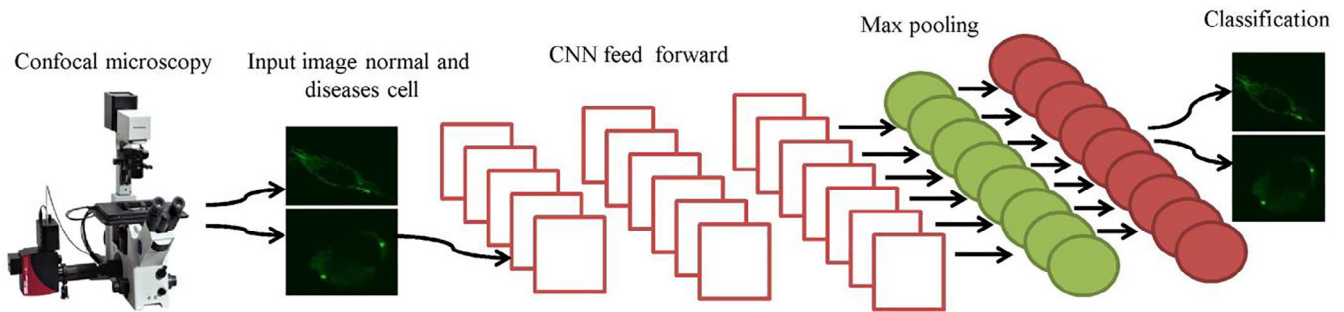 Confocal microscopy
Input image normal and
diseases cell
CNN feed forward
Max pooling
Classification